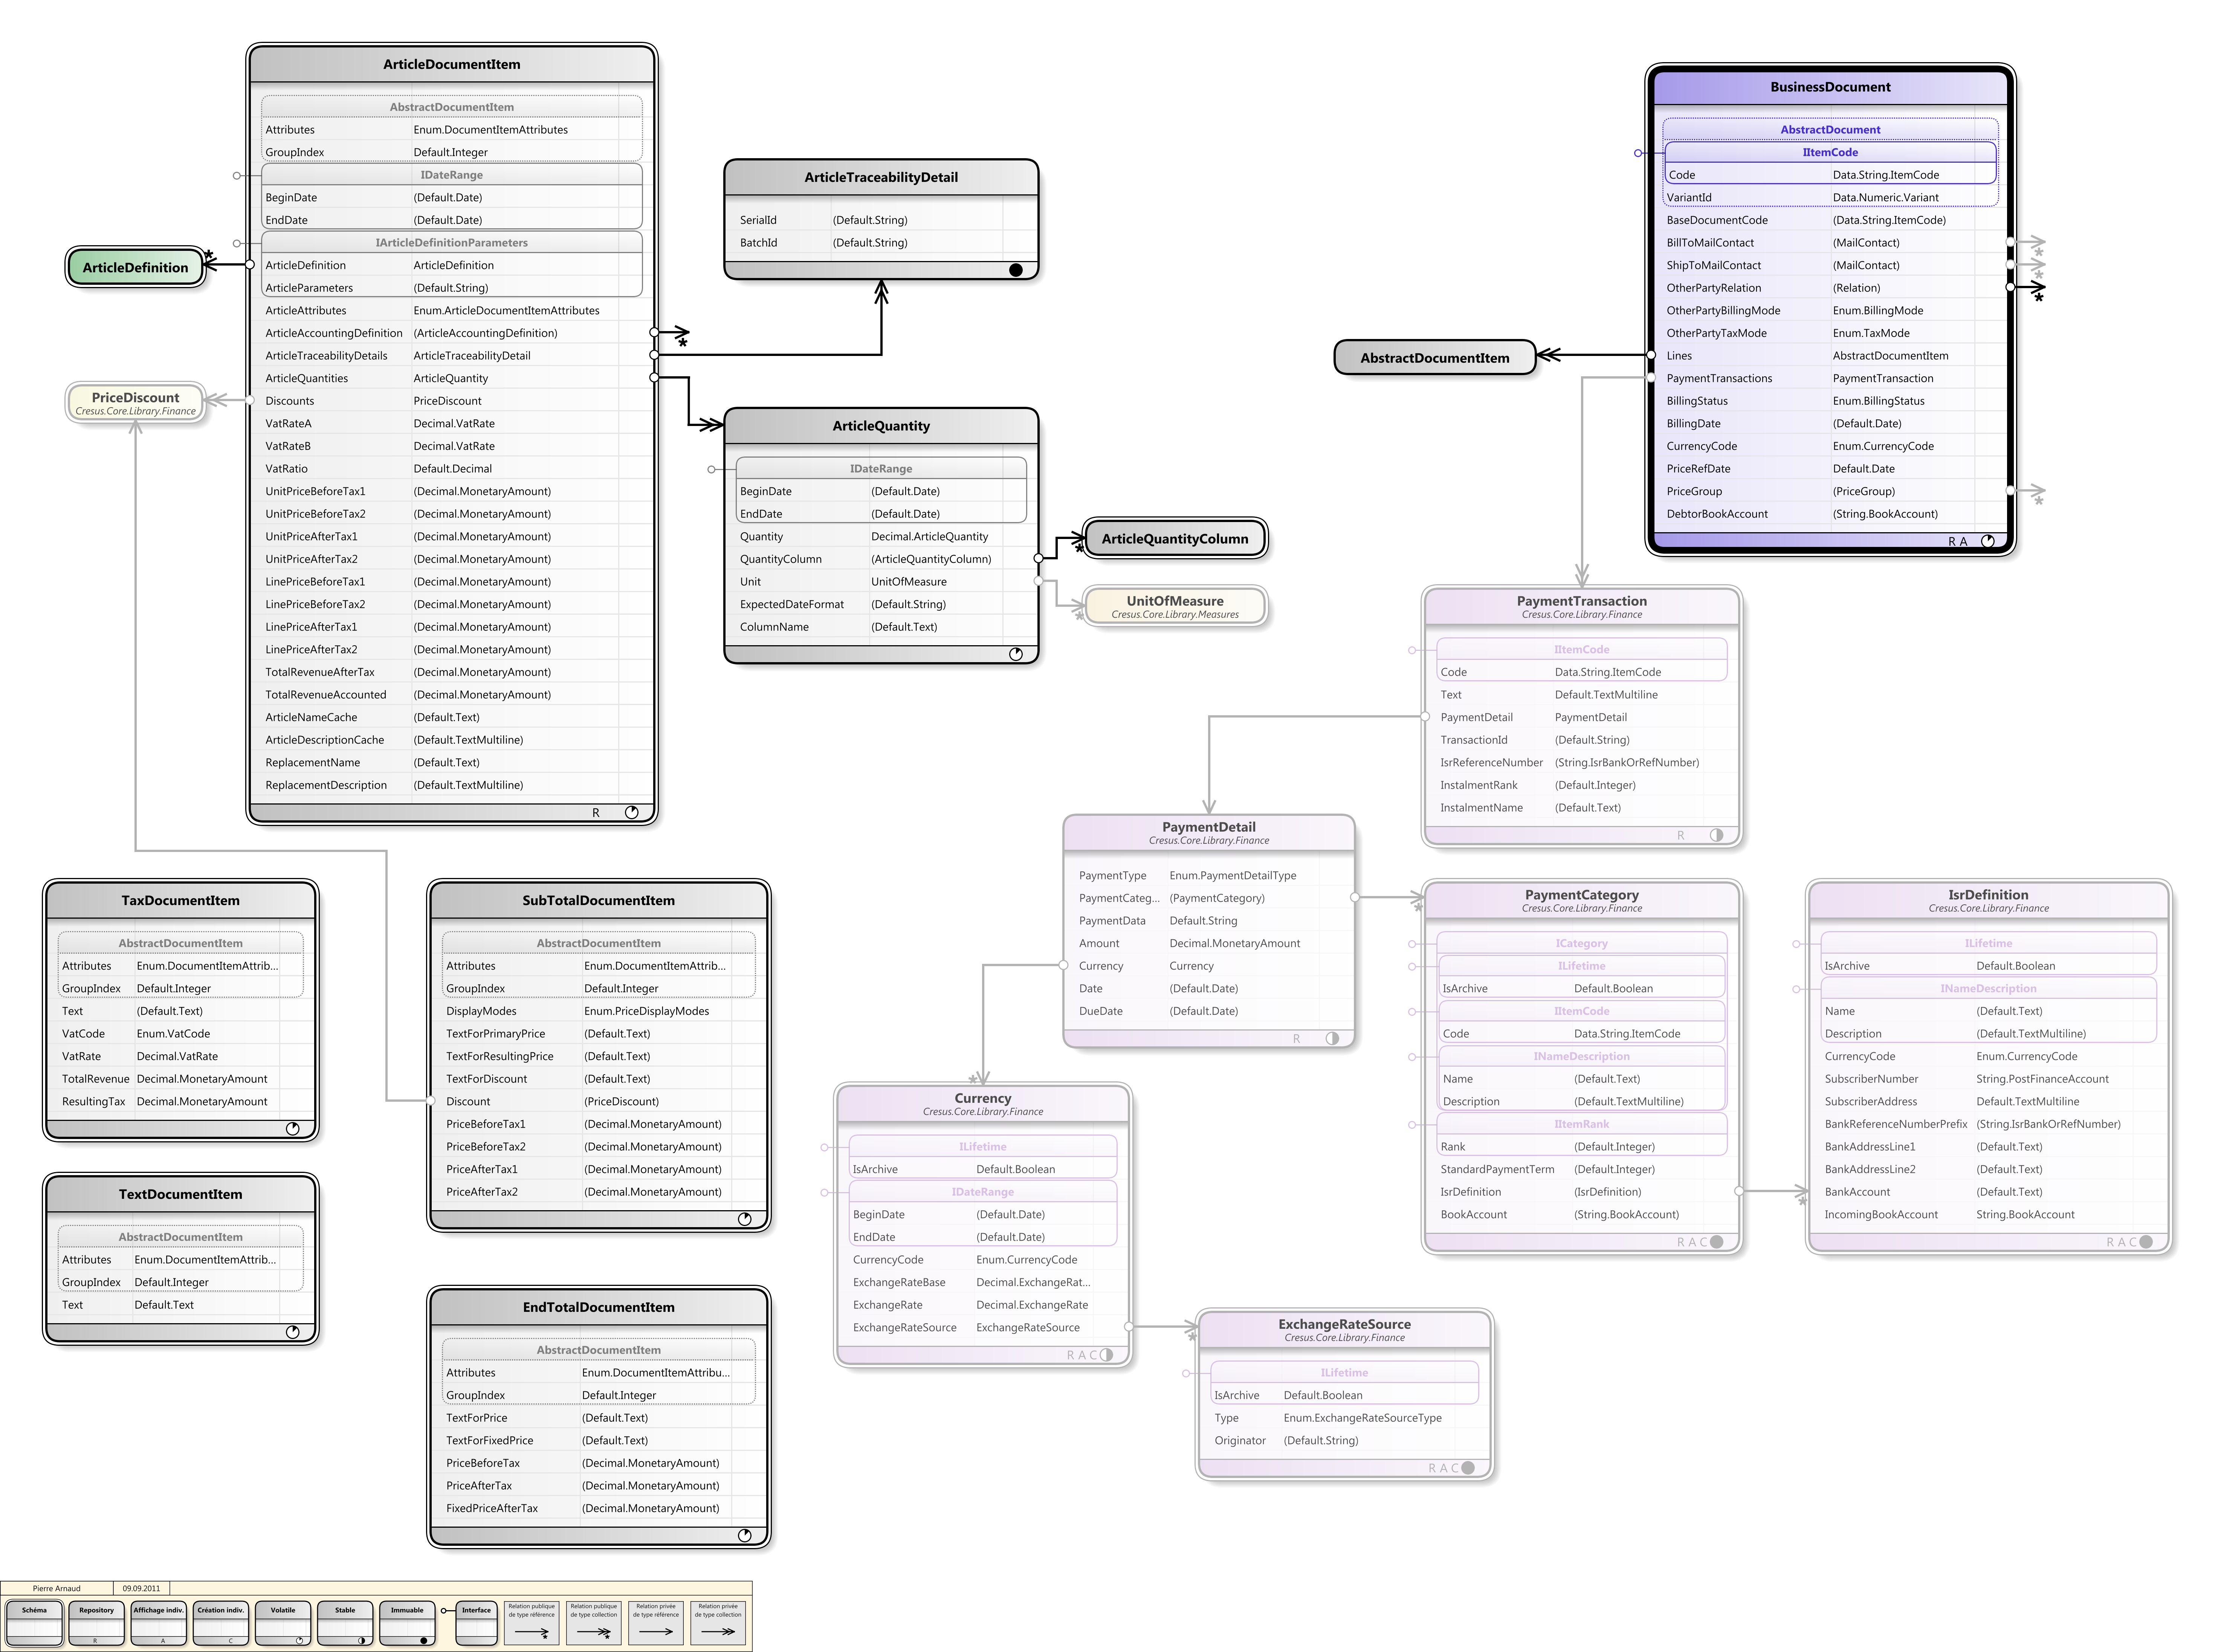 ArticleDocumentItem
AbstractDocumentItem
Attributes Enum.DocumentItemAttributes
GroupIndex Default.Integer
IDateRange
BeginDate (Default.Date)
EndDate (Default.Date)
IArticleDefinitionParameters
ArticleDefinition ArticleDefinition
ArticleParameters (Default.String)
ArticleAttributes Enum.ArticleDocumentItemAttributes
ArticleAccountingDefinition (ArticleAccountingDefinition)
*
ArticleTraceabilityDetails ArticleTraceabilityDetail
ArticleQuantities ArticleQuantity
Discounts PriceDiscount
VatRateA Decimal.VatRate
VatRateB Decimal.VatRate
VatRatio Default.Decimal
UnitPriceBeforeTax1 (Decimal.MonetaryAmount)
UnitPriceBeforeTax2 (Decimal.MonetaryAmount)
UnitPriceAfterTax1 (Decimal.MonetaryAmount)
UnitPriceAfterTax2 (Decimal.MonetaryAmount)
LinePriceBeforeTax1 (Decimal.MonetaryAmount)
LinePriceBeforeTax2 (Decimal.MonetaryAmount)
LinePriceAfterTax1 (Decimal.MonetaryAmount)
LinePriceAfterTax2 (Decimal.MonetaryAmount)
TotalRevenueAfterTax (Decimal.MonetaryAmount)
TotalRevenueAccounted (Decimal.MonetaryAmount)
ArticleNameCache (Default.Text)
ArticleDescriptionCache (Default.TextMultiline)
ReplacementName (Default.Text)
ReplacementDescription (Default.TextMultiline)
R
*
ArticleDefinition
PriceDiscount
Cresus.Core.Library.Finance
ArticleTraceabilityDetail
SerialId (Default.String)
BatchId (Default.String)
ArticleQuantity
IDateRange
BeginDate (Default.Date)
EndDate (Default.Date)
Quantity Decimal.ArticleQuantity
QuantityColumn (ArticleQuantityColumn)
Unit UnitOfMeasure
ExpectedDateFormat (Default.String)
ColumnName (Default.Text)
*
ArticleQuantityColumn
*
UnitOfMeasure
Cresus.Core.Library.Measures
BusinessDocument
AbstractDocument
IItemCode
Code Data.String.ItemCode
VariantId Data.Numeric.Variant
BaseDocumentCode (Data.String.ItemCode)
BillToMailContact (MailContact)
*
ShipToMailContact (MailContact)
*
OtherPartyRelation (Relation)
*
OtherPartyBillingMode Enum.BillingMode
OtherPartyTaxMode Enum.TaxMode
Lines AbstractDocumentItem
PaymentTransactions PaymentTransaction
BillingStatus Enum.BillingStatus
BillingDate (Default.Date)
CurrencyCode Enum.CurrencyCode
PriceRefDate Default.Date
PriceGroup (PriceGroup)
*
DebtorBookAccount (String.BookAccount)
R A
AbstractDocumentItem
PaymentTransaction
Cresus.Core.Library.Finance
IItemCode
Code Data.String.ItemCode
Text Default.TextMultiline
PaymentDetail PaymentDetail
TransactionId (Default.String)
IsrReferenceNumber (String.IsrBankOrRefNumber)
InstalmentRank (Default.Integer)
InstalmentName (Default.Text)
R
PaymentDetail
Cresus.Core.Library.Finance
PaymentType Enum.PaymentDetailType
PaymentCateg... (PaymentCategory)
PaymentData Default.String
Amount Decimal.MonetaryAmount
Currency Currency
Date (Default.Date)
DueDate (Default.Date)
R
*
PaymentCategory
Cresus.Core.Library.Finance
ICategory
ILifetime
IsArchive Default.Boolean
IItemCode
Code Data.String.ItemCode
INameDescription
Name (Default.Text)
Description (Default.TextMultiline)
IItemRank
Rank (Default.Integer)
StandardPaymentTerm (Default.Integer)
IsrDefinition (IsrDefinition)
BookAccount (String.BookAccount)
R A C
*
IsrDefinition
Cresus.Core.Library.Finance
ILifetime
IsArchive Default.Boolean
INameDescription
Name (Default.Text)
Description (Default.TextMultiline)
CurrencyCode Enum.CurrencyCode
SubscriberNumber String.PostFinanceAccount
SubscriberAddress Default.TextMultiline
BankReferenceNumberPrefix (String.IsrBankOrRefNumber)
BankAddressLine1 (Default.Text)
BankAddressLine2 (Default.Text)
BankAccount (Default.Text)
IncomingBookAccount String.BookAccount
R A C
TaxDocumentItem
AbstractDocumentItem
Attributes Enum.DocumentItemAttrib...
GroupIndex Default.Integer
Text (Default.Text)
VatCode Enum.VatCode
VatRate Decimal.VatRate
TotalRevenue Decimal.MonetaryAmount
ResultingTax Decimal.MonetaryAmount
TextDocumentItem
AbstractDocumentItem
Attributes Enum.DocumentItemAttrib...
GroupIndex Default.Integer
Text Default.Text
SubTotalDocumentItem
AbstractDocumentItem
Attributes Enum.DocumentItemAttrib...
GroupIndex Default.Integer
DisplayModes Enum.PriceDisplayModes
TextForPrimaryPrice (Default.Text)
TextForResultingPrice (Default.Text)
TextForDiscount (Default.Text)
Discount (PriceDiscount)
PriceBeforeTax1 (Decimal.MonetaryAmount)
PriceBeforeTax2 (Decimal.MonetaryAmount)
PriceAfterTax1 (Decimal.MonetaryAmount)
PriceAfterTax2 (Decimal.MonetaryAmount)
EndTotalDocumentItem
AbstractDocumentItem
Attributes Enum.DocumentItemAttribu...
GroupIndex Default.Integer
TextForPrice (Default.Text)
TextForFixedPrice (Default.Text)
PriceBeforeTax (Decimal.MonetaryAmount)
PriceAfterTax (Decimal.MonetaryAmount)
FixedPriceAfterTax (Decimal.MonetaryAmount)
*
Currency
Cresus.Core.Library.Finance
ILifetime
IsArchive Default.Boolean
IDateRange
BeginDate (Default.Date)
EndDate (Default.Date)
CurrencyCode Enum.CurrencyCode
ExchangeRateBase Decimal.ExchangeRat...
ExchangeRate Decimal.ExchangeRate
ExchangeRateSource ExchangeRateSource
R A C
*
ExchangeRateSource
Cresus.Core.Library.Finance
ILifetime
IsArchive Default.Boolean
Type Enum.ExchangeRateSourceType
Originator (Default.String)
R A C
Pierre Arnaud 09.09.2011
Schéma
Repository
R
Affichage indiv.
A
Création indiv.
C
Volatile
Stable
Immuable
Interface
Relation publique
de type référence
*
Relation publique
de type collection
*
Relation privée
de type référence
Relation privée
de type collection